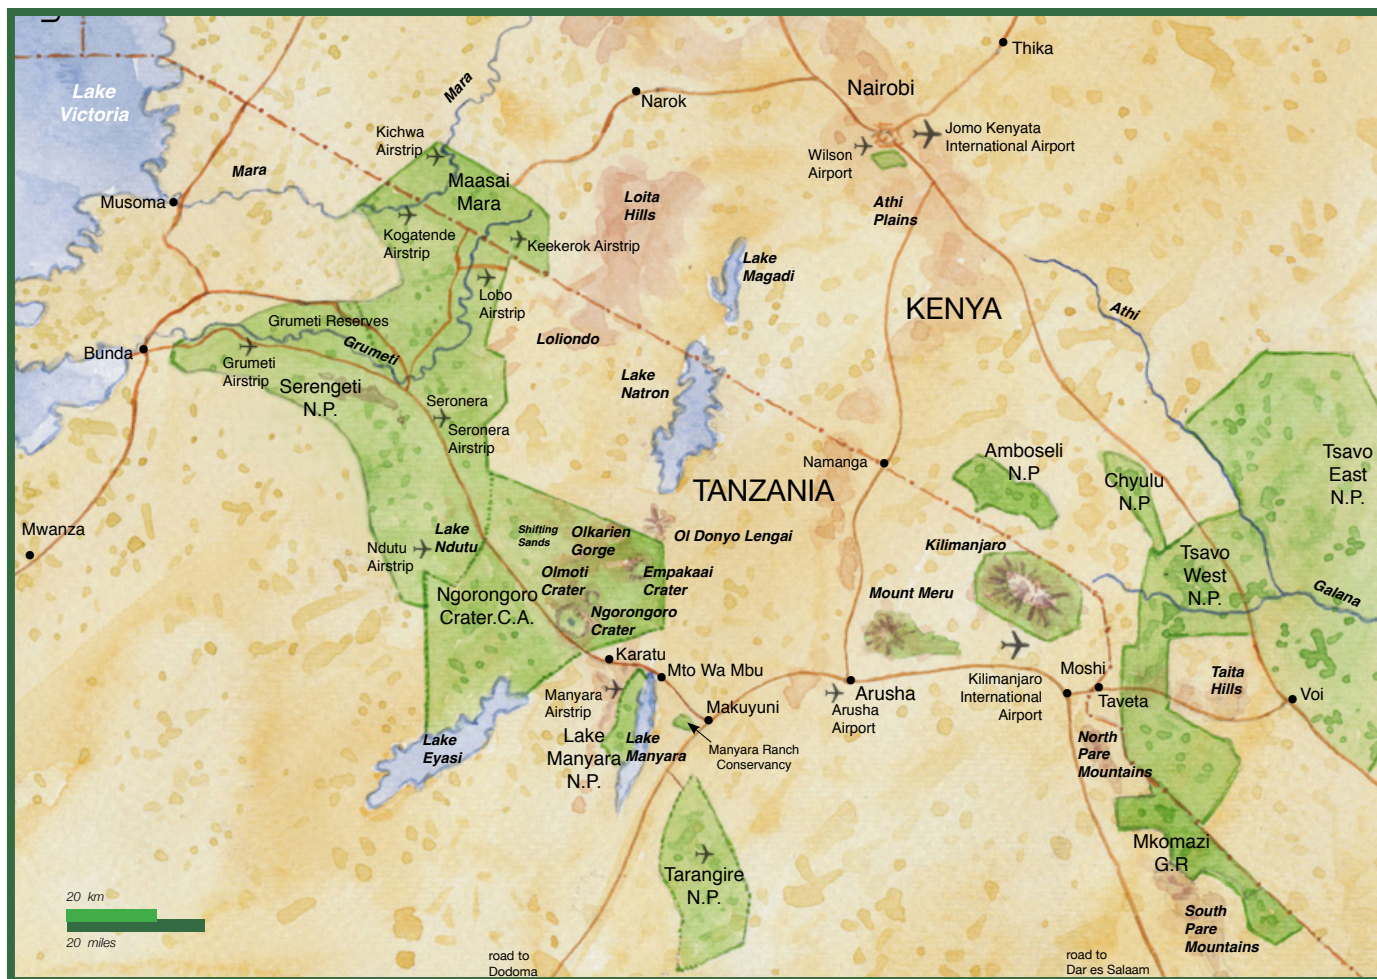 Thika
Nairobi
Lake
Victoria
Mara
Narok
Kichwa
Airstrip
Jomo Kenyata
International Airport
Wilson
Airport
Mara
Maasai
Mara
Musoma
Loita
Hills
Athi
Plains
Kogatende
Airstrip
Keekerok Airstrip
Lake
Magadi
Lobo
Airstrip
KENYA
Athi
Grumeti Reserves
Grumeti
Loliondo
Bunda
Grumeti
Airstrip
Serengeti
N.P.
Lake
Natron
Seronera
Seronera
Airstrip
Namanga
Amboseli
N.P
Chyulu
N.P
Tsavo
East
N.P.
TANZANIA
Mwanza
Lake
Ndutu
Ndutu
Airstrip
Shifting
Sands
Olkarien
Gorge
Ol Donyo Lengai
Kilimanjaro
Tsavo
West
N.P.
Olmoti
Crater
Empakaai
Crater
Mount Meru
Galana
Ngorongoro
Crater.C.A.
Ngorongoro
Crater
Karatu
Mto Wa Mbu
Manyara
Airstrip
Makuyuni
Arusha
Arusha
Airport
Kilimanjaro
International
Airport
Moshi
Taveta
Taita
Hills
Voi
Lake
Eyasi
Lake
Manyara
N.P.
Lake
Manyara
Manyara Ranch
Conservancy
North
Pare
Mountains
Mkomazi
G.R
Tarangire
N.P.
20 km
20 miles
South
Pare
Mountains
road to
Dodoma
road to
Dar es Salaam